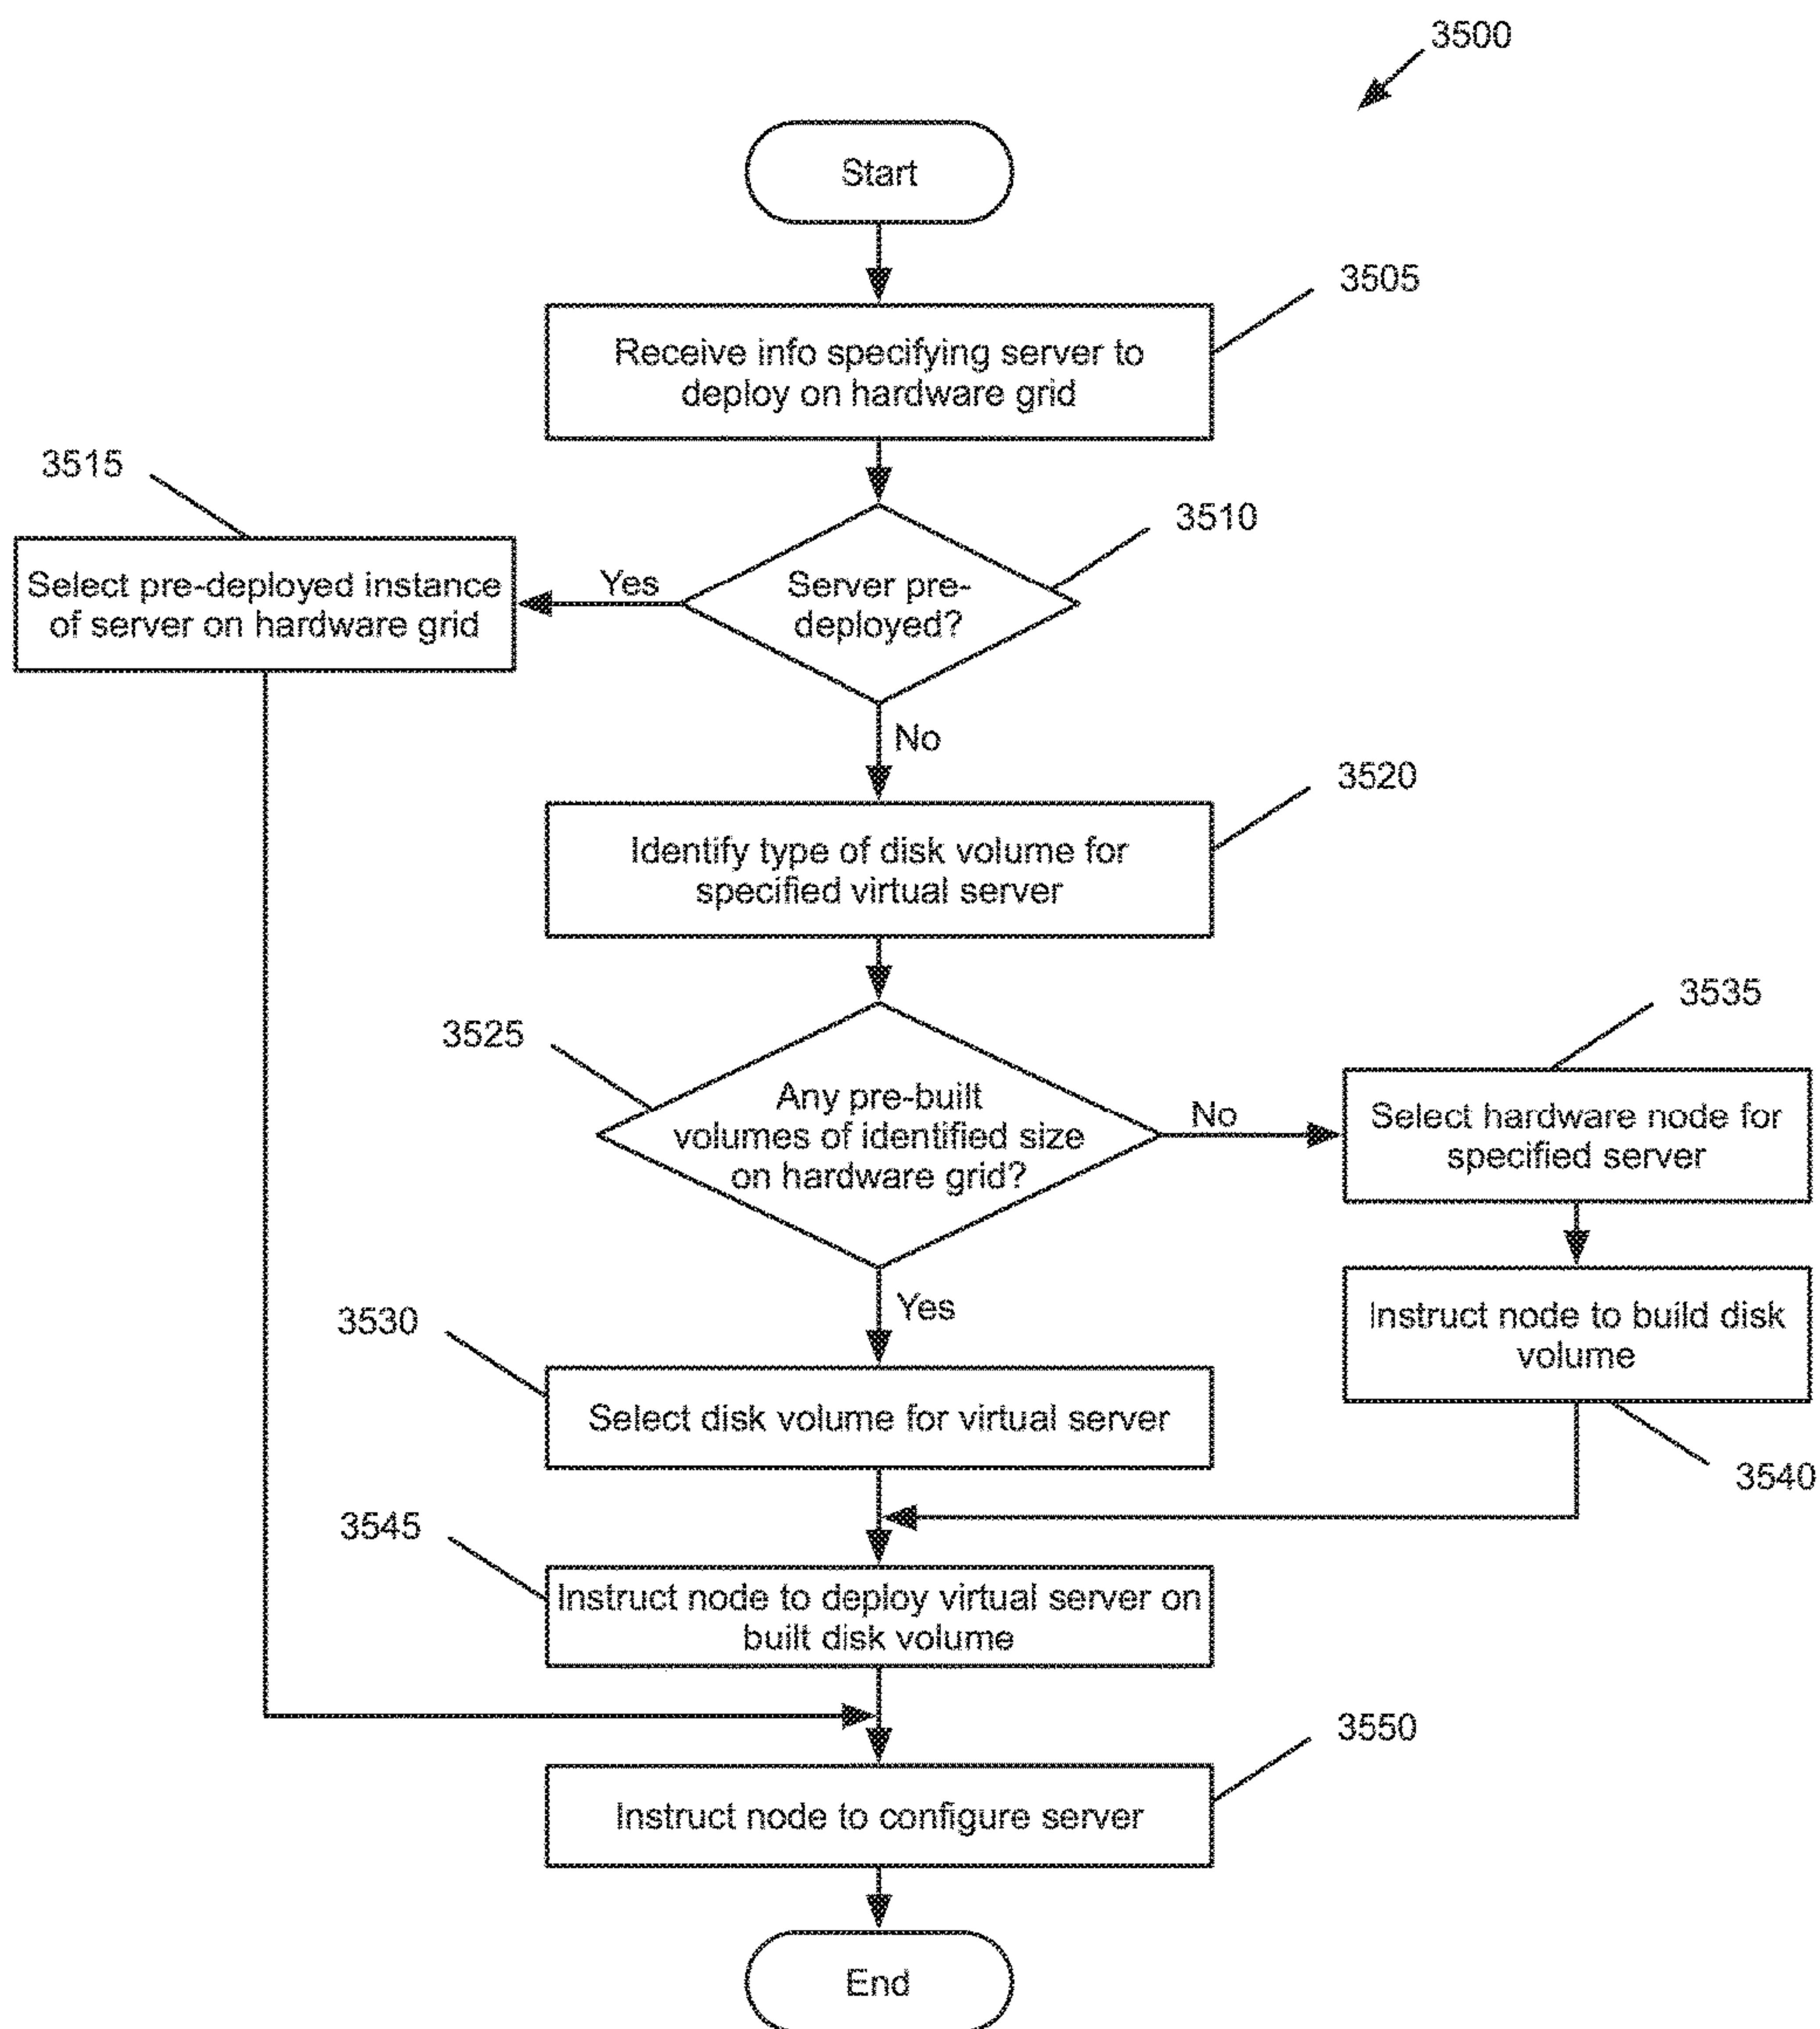 3500
Start
3505
Receive info specifying server to
deploy on hardware grid
3515
3510
Select pre-deployed instance
of server on hardware grid
Yes
Server pre-
deployed?
No
3520
Identify type of disk volume for
specified virtual server
3535
3525
Any pre-built
volumes of identified size
on hardware grid?
No
Select hardware node for
specified server
Yes
3530
Instruct node to build disk
volume
Select disk volume for virtual server
3540
3545
Instruct node to deploy virtual server on
built disk volume
3550
Instruct node to configure server
End